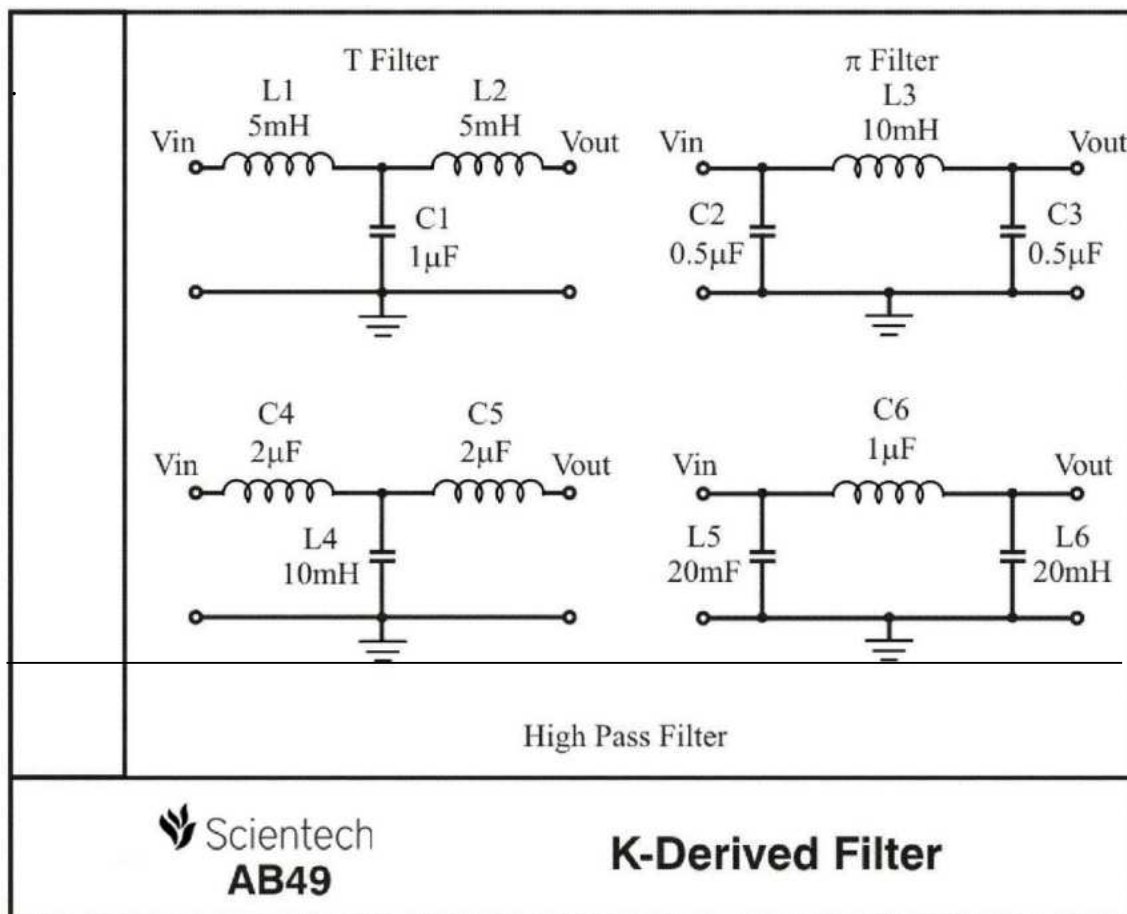 T Filter
π Filter
L1
5mH
L2
5mH
L3
10mH
Vin
Vout
Vin
Vout
C1
1μF
C2
0.5μF
C3
0.5μF
C4
2μF
C5
2μF
C6
1μF
Vin
Vout
Vin
Vout
L4
10mH
L5
20mF
L6
20mH
High Pass Filter
Scientech
AB49
K-Derived Filter